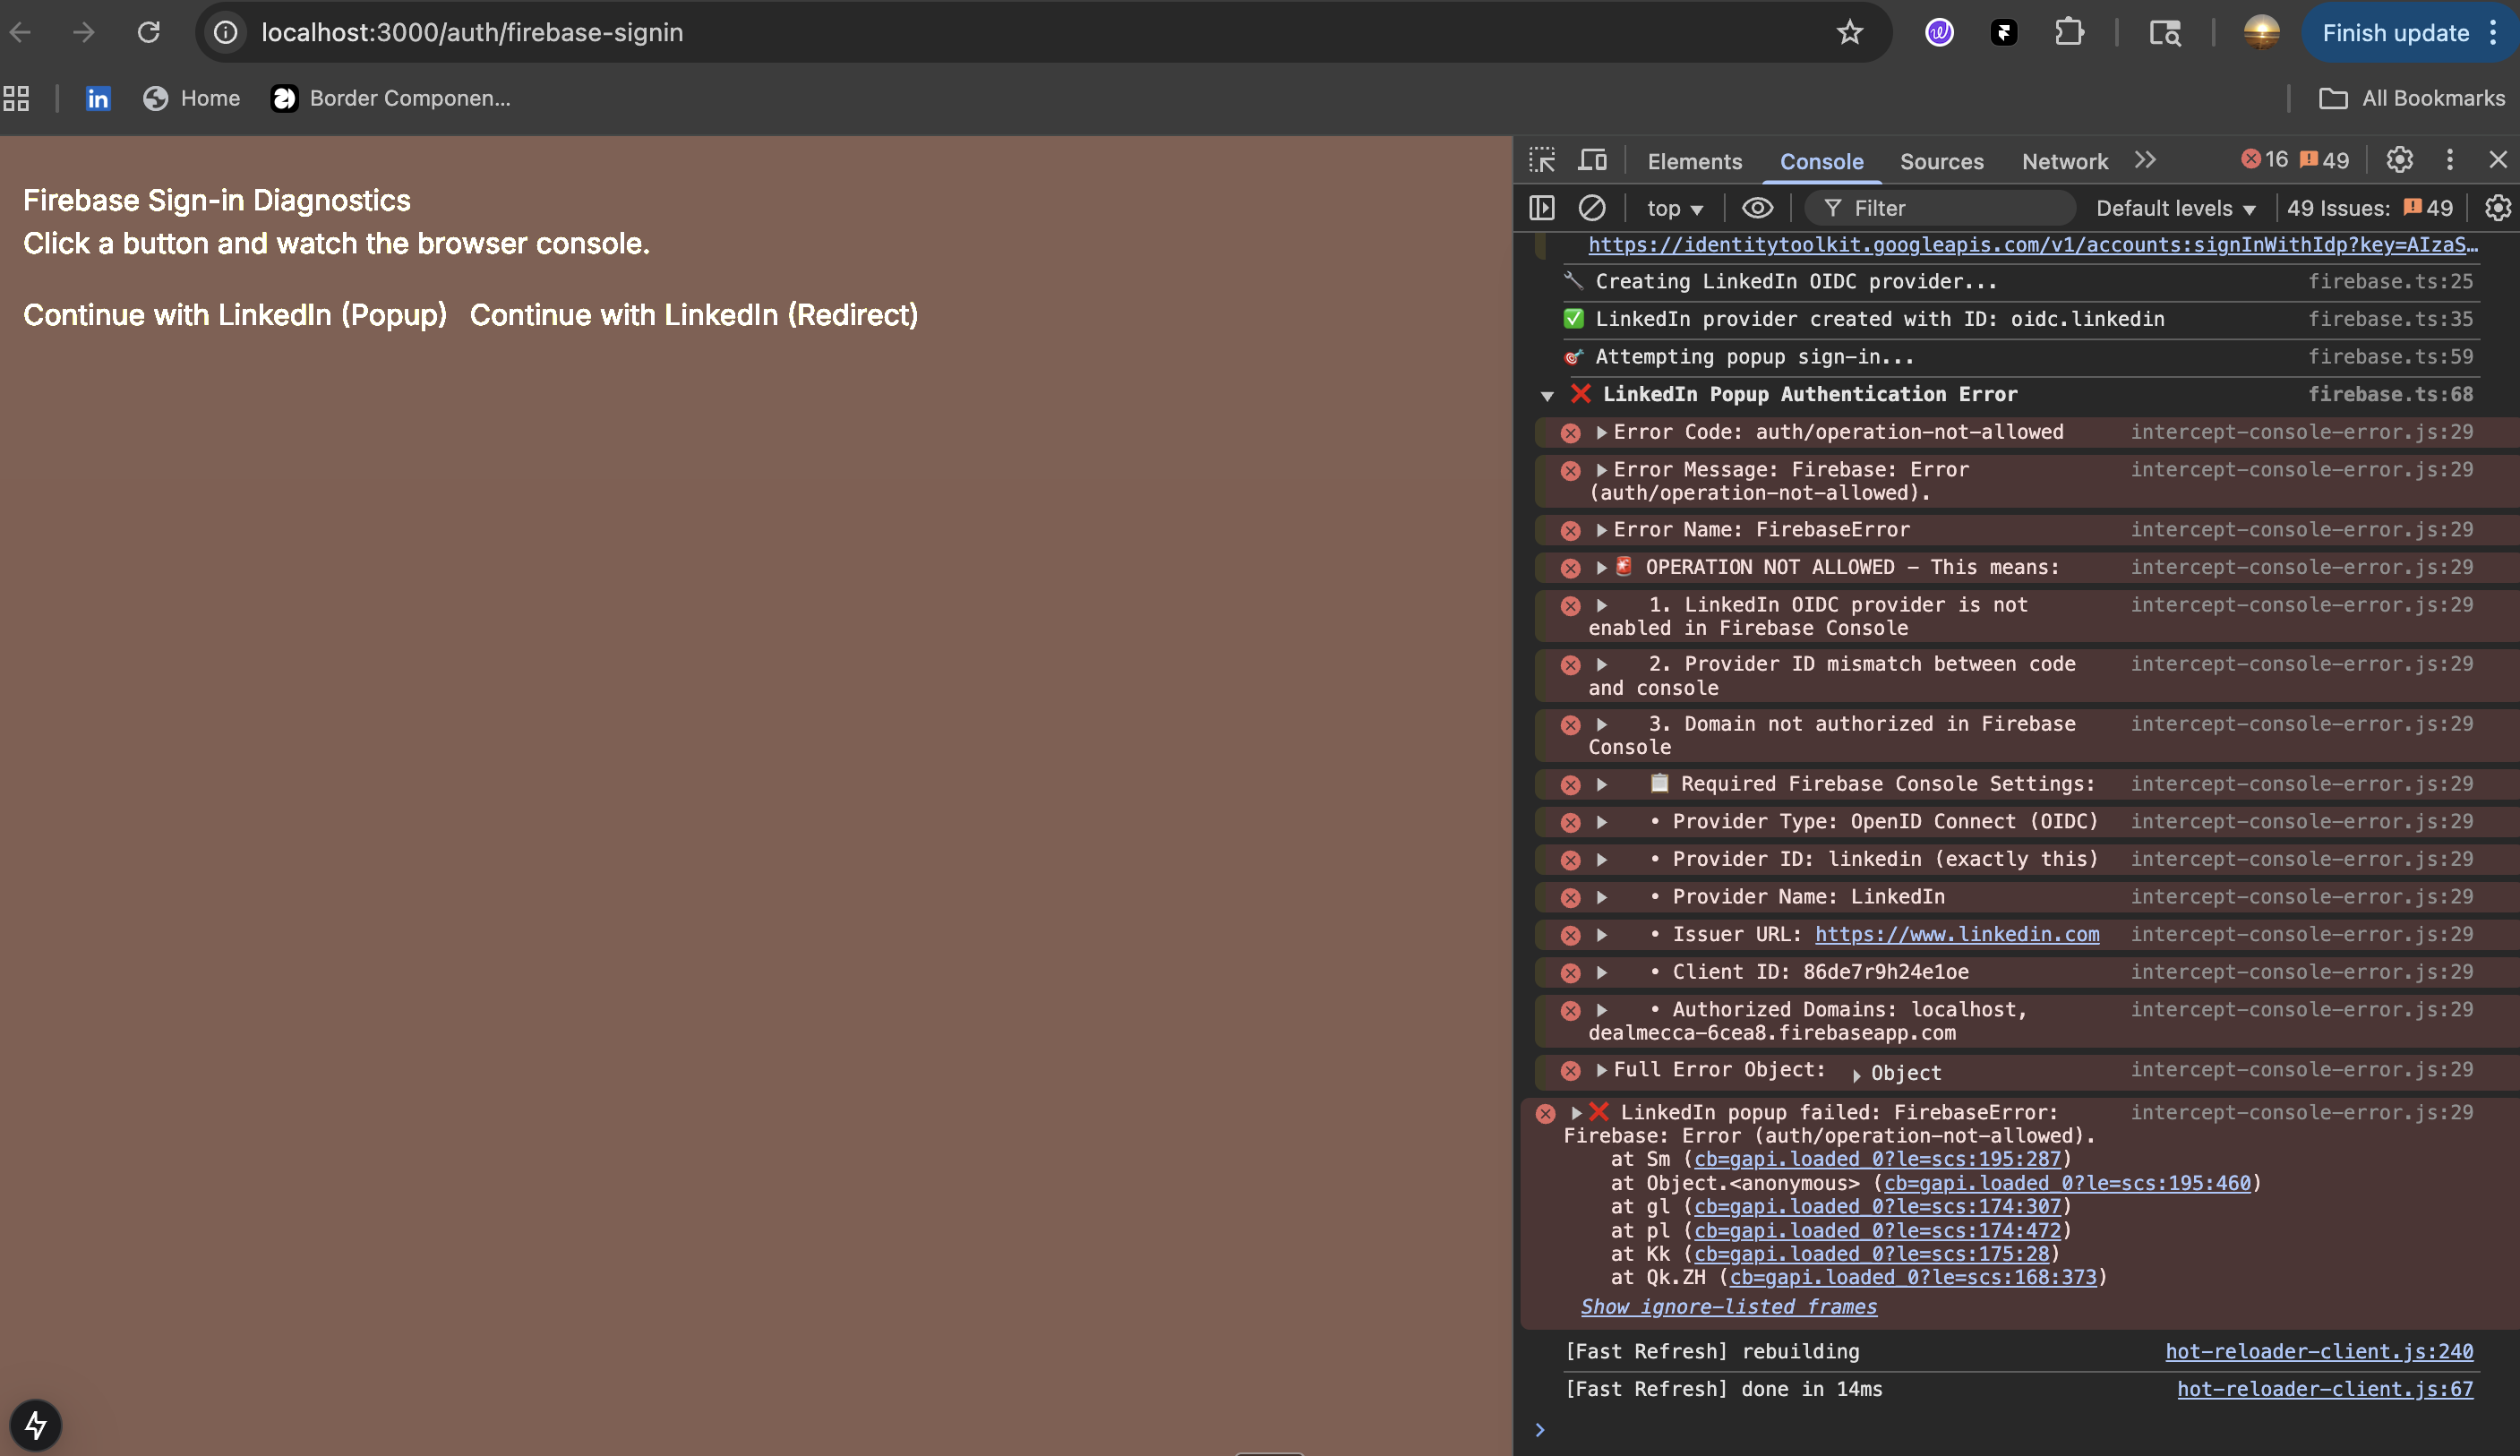 localhost:3000/auth/firebase-signin
Finish update
in
Home
Border Componen...
All Bookmarks
Firebase Sign-in Diagnostics
Click a button and watch the browser console.
Continue with LinkedIn (Popup) Continue with LinkedIn (Redirect)
Elements Console Sources Network 16 49
top Filter Default levels 49 Issues: 49
https://identitytoolkit.googleapis.com/v1/accounts:signInWithIdp?key=AIzaS…
🔧 Creating LinkedIn OIDC provider... firebase.ts:25
✅ LinkedIn provider created with ID: oidc.linkedin firebase.ts:35
🎯 Attempting popup sign-in... firebase.ts:59
❌ LinkedIn Popup Authentication Error firebase.ts:68
Error Code: auth/operation-not-allowed intercept-console-error.js:29
Error Message: Firebase: Error intercept-console-error.js:29
(auth/operation-not-allowed).
Error Name: FirebaseError intercept-console-error.js:29
🚨 OPERATION NOT ALLOWED - This means: intercept-console-error.js:29
1. LinkedIn OIDC provider is not intercept-console-error.js:29
enabled in Firebase Console
2. Provider ID mismatch between code intercept-console-error.js:29
and console
3. Domain not authorized in Firebase intercept-console-error.js:29
Console
📋 Required Firebase Console Settings: intercept-console-error.js:29
• Provider Type: OpenID Connect (OIDC) intercept-console-error.js:29
• Provider ID: linkedin (exactly this) intercept-console-error.js:29
• Provider Name: LinkedIn intercept-console-error.js:29
• Issuer URL: https://www.linkedin.com intercept-console-error.js:29
• Client ID: 86de7r9h24e1oe intercept-console-error.js:29
• Authorized Domains: localhost, intercept-console-error.js:29
dealmecca-6cea8.firebaseapp.com
Full Error Object: Object intercept-console-error.js:29
❌ LinkedIn popup failed: FirebaseError: intercept-console-error.js:29
Firebase: Error (auth/operation-not-allowed).
at Sm (cb=gapi.loaded_0?le=scs:195:287)
at Object.<anonymous> (cb=gapi.loaded_0?le=scs:195:460)
at gl (cb=gapi.loaded_0?le=scs:174:307)
at pl (cb=gapi.loaded_0?le=scs:174:472)
at Kk (cb=gapi.loaded_0?le=scs:175:28)
at Qk.ZH (cb=gapi.loaded_0?le=scs:168:373)
Show ignore-listed frames
[Fast Refresh] rebuilding hot-reloader-client.js:240
[Fast Refresh] done in 14ms hot-reloader-client.js:67